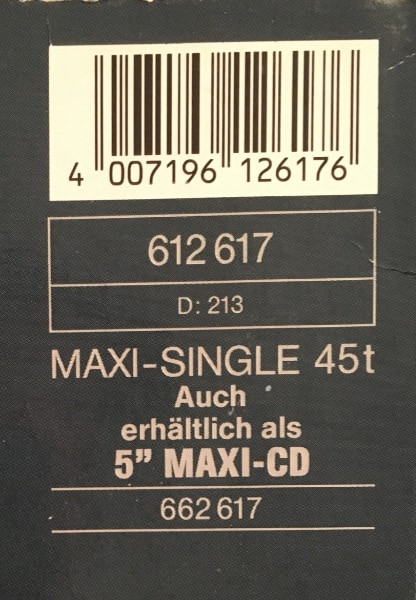 4 007196 126176
612 617
D: 213
MAXI-SINGLE 45t
Auch
erhältlich als
5” MAXI-CD
662 617